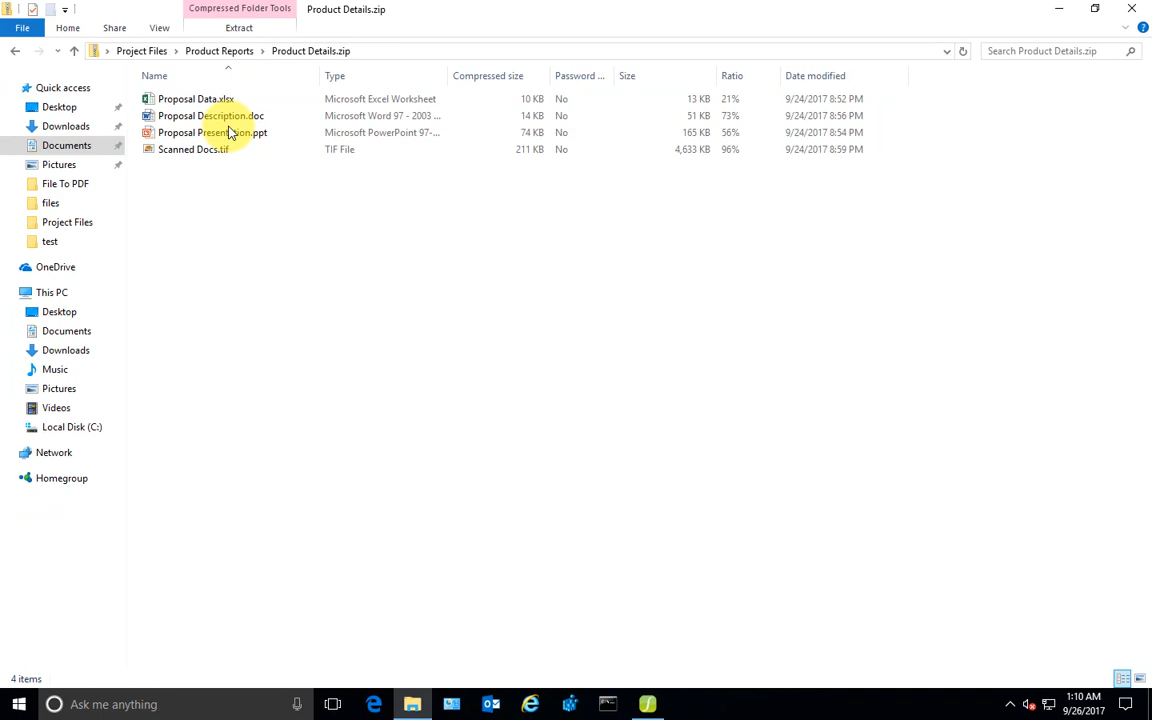 Compressed Folder Tools
Product Details.zip
File
Home
Share
View
Extract
Project Files
Product Reports
Product Details.zip
Search Product Details.zip
Name
Type
Compressed size
Password ...
Size
Ratio
Date modified
Proposal Data.xlsx
Microsoft Excel Worksheet
10 KB
No
13 KB
21%
9/24/2017 8:52 PM
Proposal Description.doc
Microsoft Word 97 - 2003 ...
14 KB
No
51 KB
73%
9/24/2017 8:56 PM
Proposal Presentation.ppt
Microsoft PowerPoint 97-...
74 KB
No
165 KB
56%
9/24/2017 8:54 PM
Scanned Docs.tif
TIF File
211 KB
No
4,633 KB
96%
9/24/2017 8:59 PM
Quick access
Desktop
Downloads
Documents
Pictures
File To PDF
files
Project Files
test
OneDrive
This PC
Desktop
Documents
Downloads
Music
Pictures
Videos
Local Disk (C:)
Network
Homegroup
4 items
Ask me anything
1:10 AM
9/26/2017